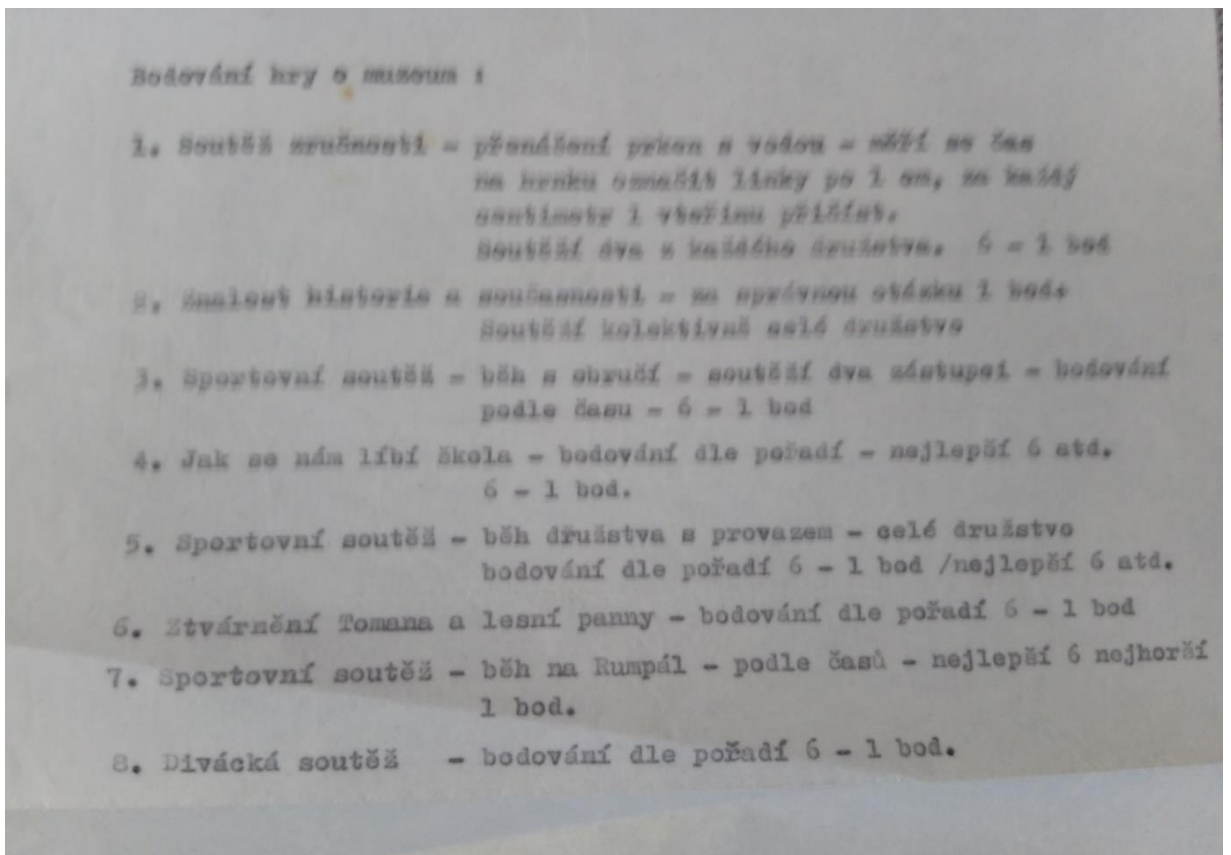 Bodování hry o muzeum :
1. Soutěž zručnosti - přenášení prken s vodou - měří se čas
na hrnku označit linky po 1 cm, za každý
centimetr 1 vteřinu přičíst.
Soutěží dva z každého družstva. 6 - 1 bod
2. Znalost historie a současnosti - za správnou otázku 1 bod.
Soutěží kolektivně celé družstvo
3. Sportovní soutěž - běh s obručí - soutěží dva zástupci - bodování
podle času - 6 - 1 bod
4. Jak se nám líbí škola - bodování dle pořadí - nejlepší 6 atd.
6 - 1 bod.
5. Sportovní soutěž - běh družstva s provazem - celé družstvo
bodování dle pořadí 6 - 1 bod /nejlepší 6 atd.
6. Ztvárnění Tomana a lesní panny - bodování dle pořadí 6 - 1 bod
7. Sportovní soutěž - běh na Rumpál - podle časů - nejlepší 6 nejhorší
1 bod.
8. Divácká soutěž - bodování dle pořadí 6 - 1 bod.